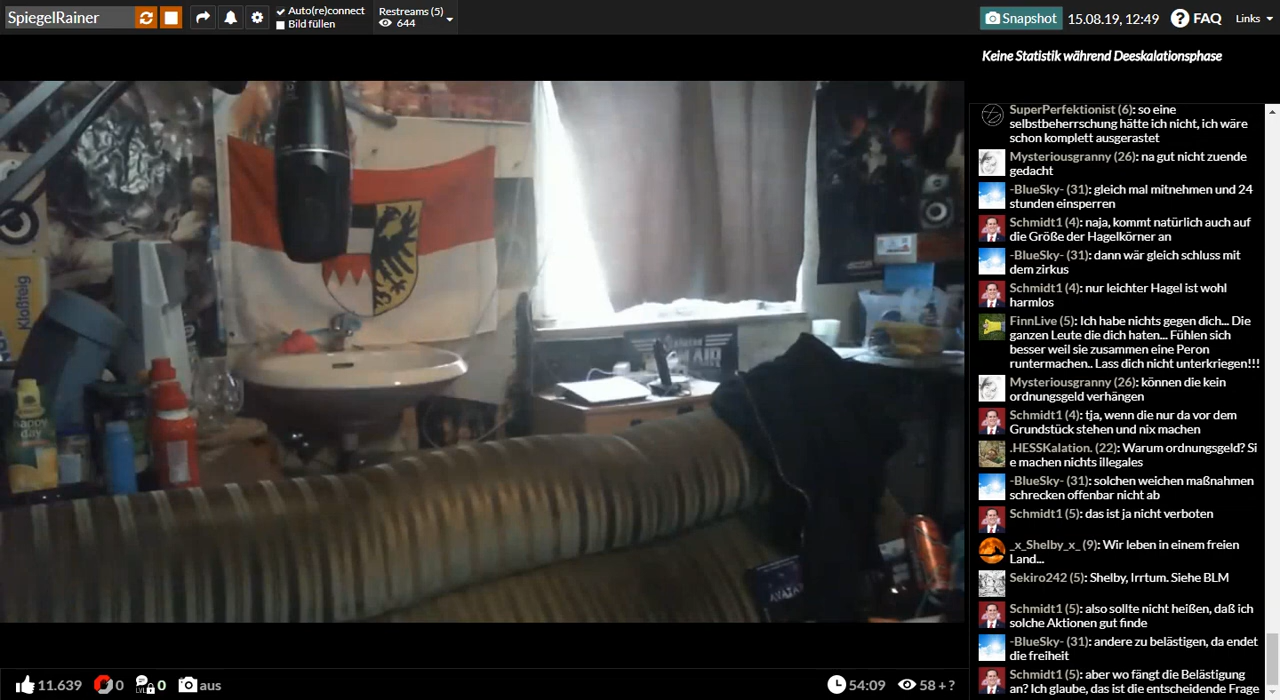 SpiegelRainer
Auto(re)connect
Bild füllen
Restreams (5)
644
Snapshot
15.08.19, 12:49
FAQ
Links
Keine Statistik während Deeskalationsphase
SuperPerfektionist (6): so eine
selbstbeherrschung hätte ich nicht, ich wäre
schon komplett ausgerastet
Mysteriousgranny (26): na gut nicht zuende
gedacht
-BlueSky- (31): gleich mal mitnehmen und 24
stunden einsperren
Schmidt1 (4): naja, kommt natürlich auch auf
die Größe der Hagelkörner an
-BlueSky- (31): dann wär gleich schluss mit
dem zirkus
Schmidt1 (4): nur leichter Hagel ist wohl
harmlos
FinnLive (5): Ich habe nichts gegen dich... Die
ganzen Leute die dich haten... Fühlen sich
besser weil sie zusammen eine Peron
runtermachen.. Lass dich nicht unterkriegen!!!
Mysteriousgranny (26): können die kein
ordnungsgeld verhängen
Schmidt1 (4): tja, wenn die nur da vor dem
Grundstück stehen und nix machen
.HESSKalation. (22): Warum ordnungsgeld? Si
e machen nichts illegales
-BlueSky- (31): solchen weichen maßnahmen
schrecken offenbar nicht ab
Schmidt1 (5): das ist ja nicht verboten
_x_Shelby_x_ (9): Wir leben in einem freien
Land...
Sekiro242 (5): Shelby, Irrtum. Siehe BLM
Schmidt1 (5): also sollte nicht heißen, daß ich
solche Aktionen gut finde
-BlueSky- (31): andere zu belästigen, da endet
die freiheit
Schmidt1 (5): aber wo fängt die Belästigung
an? Ich glaube, das ist die entscheidende Frage
Kloßteig
happy
day
AVATAR
11.639
0
LVL
0
aus
54:09
58 + ?